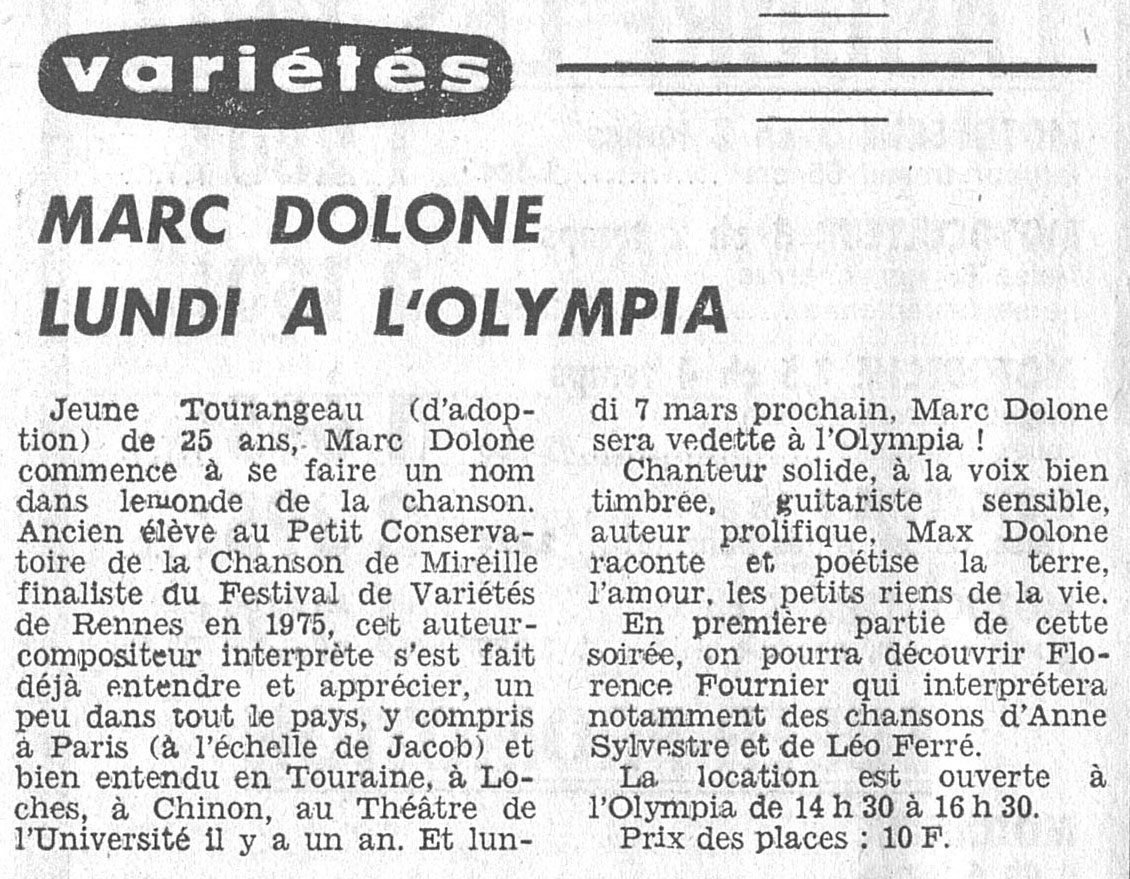 variétés
MARC DOLONE
LUNDI A L'OLYMPIA
Jeune Tourangeau (d'adop-
tion) de 25 ans, Marc Dolone
commence à se faire un nom
dans lemonde de la chanson.
Ancien élève au Petit Conserva-
toire de la Chanson de Mireille
finaliste du Festival de Variétés
de Rennes en 1975, cet auteur-
compositeur interprète s'est fait
déjà entendre et apprécier, un
peu dans tout le pays, y compris
à Paris (à l'échelle de Jacob) et
bien entendu en Touraine, à Lo-
ches, à Chinon, au Théâtre de
l'Université il y a un an. Et lun-
di 7 mars prochain, Marc Dolone
sera vedette à l'Olympia !
Chanteur solide, à la voix bien
timbrée, guitariste sensible,
auteur prolifique, Max Dolone
raconte et poétise la terre,
l'amour, les petits riens de la vie.
En première partie de cette
soirée, on pourra découvrir Flo-
rence Fournier qui interprétera
notamment des chansons d'Anne
Sylvestre et de Léo Ferré.
La location est ouverte à
l'Olympia de 14 h 30 à 16 h 30.
Prix des places : 10 F.